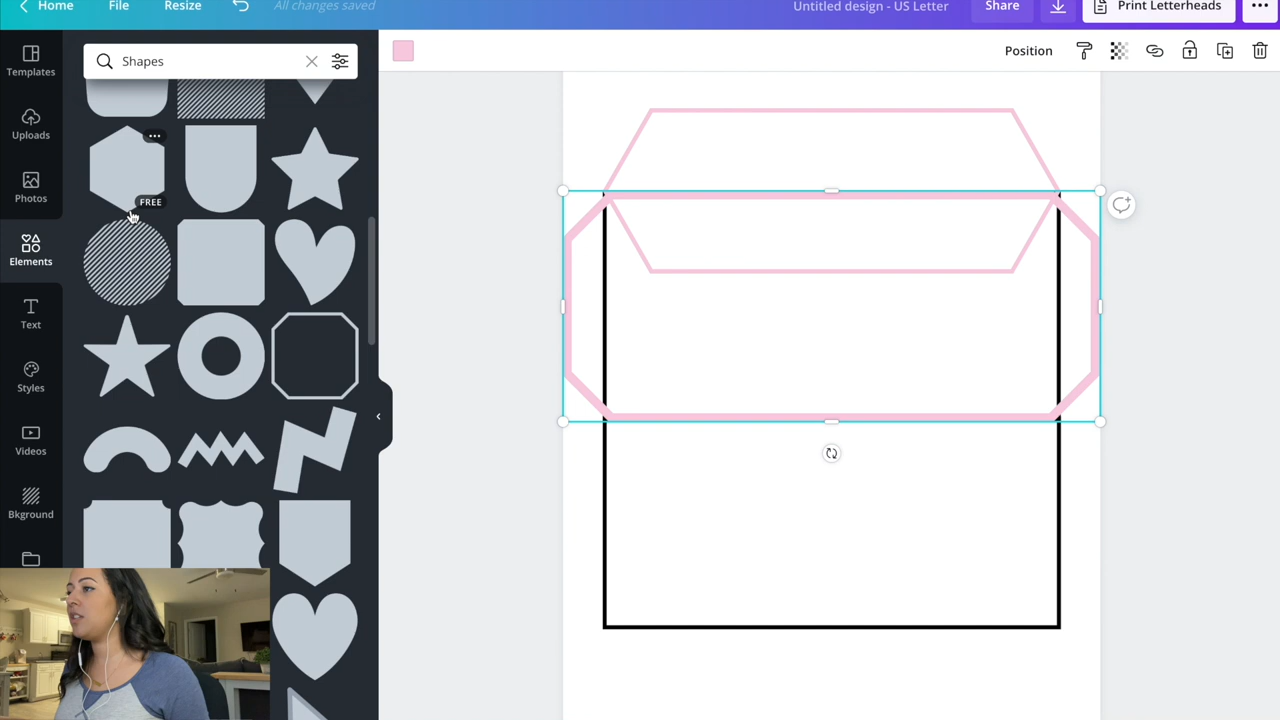 Home File Resize All changes saved Untitled design - US Letter Share Print Letterheads
Templates
Uploads
Photos
Elements
Text
Styles
Videos
Bkground
Shapes
FREE
Position